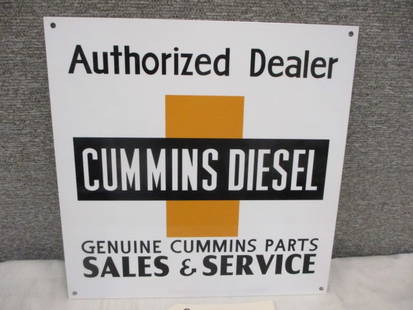 Authorized Dealer
CUMMINS DIESEL
GENUINE CUMMINS PARTS
SALES & SERVICE